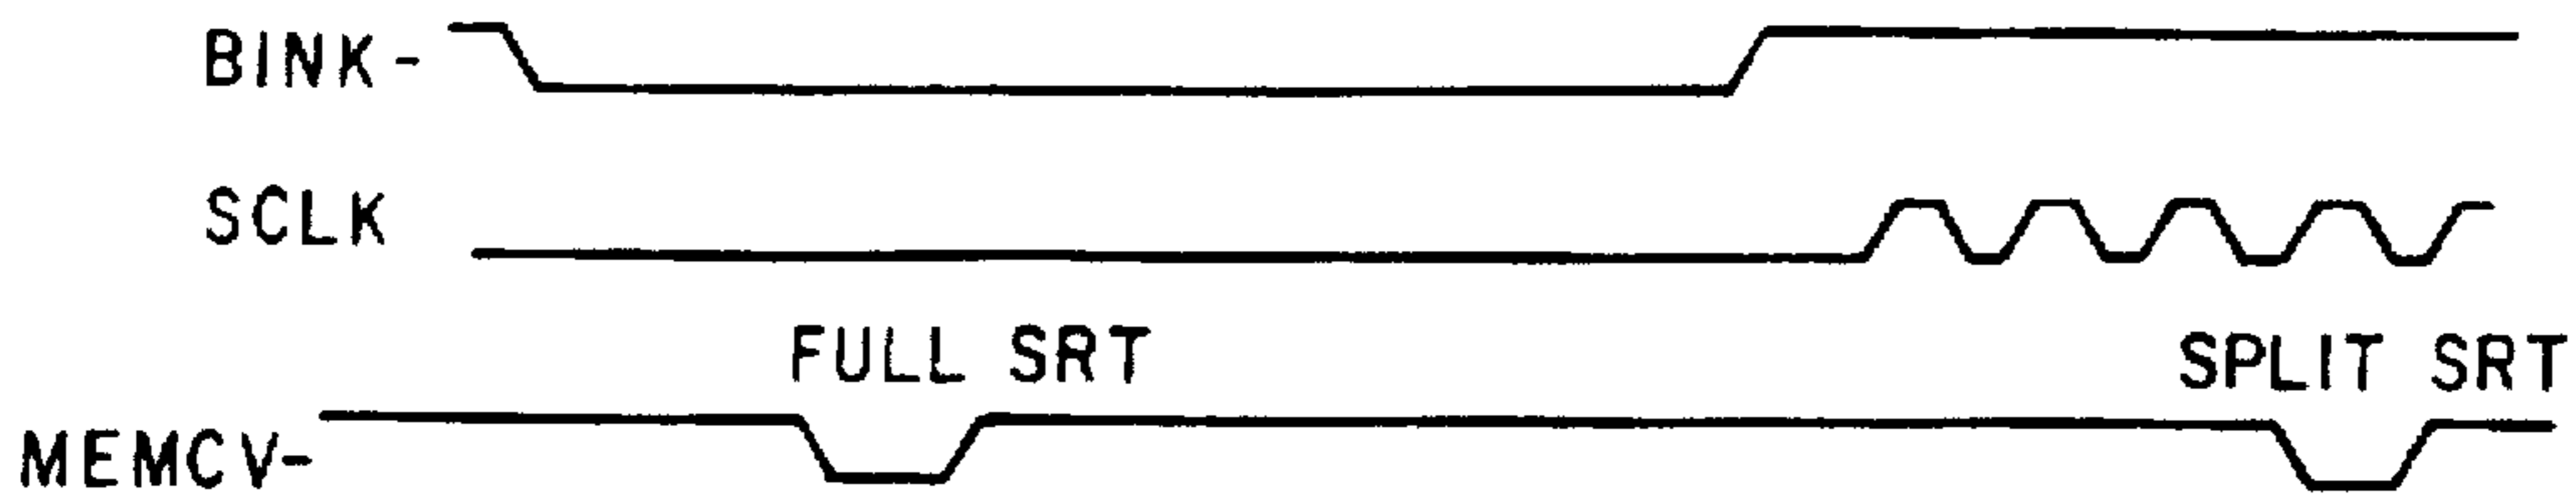 BINK-
SCLK
FULL SRT
SPLIT SRT
MEMCV-